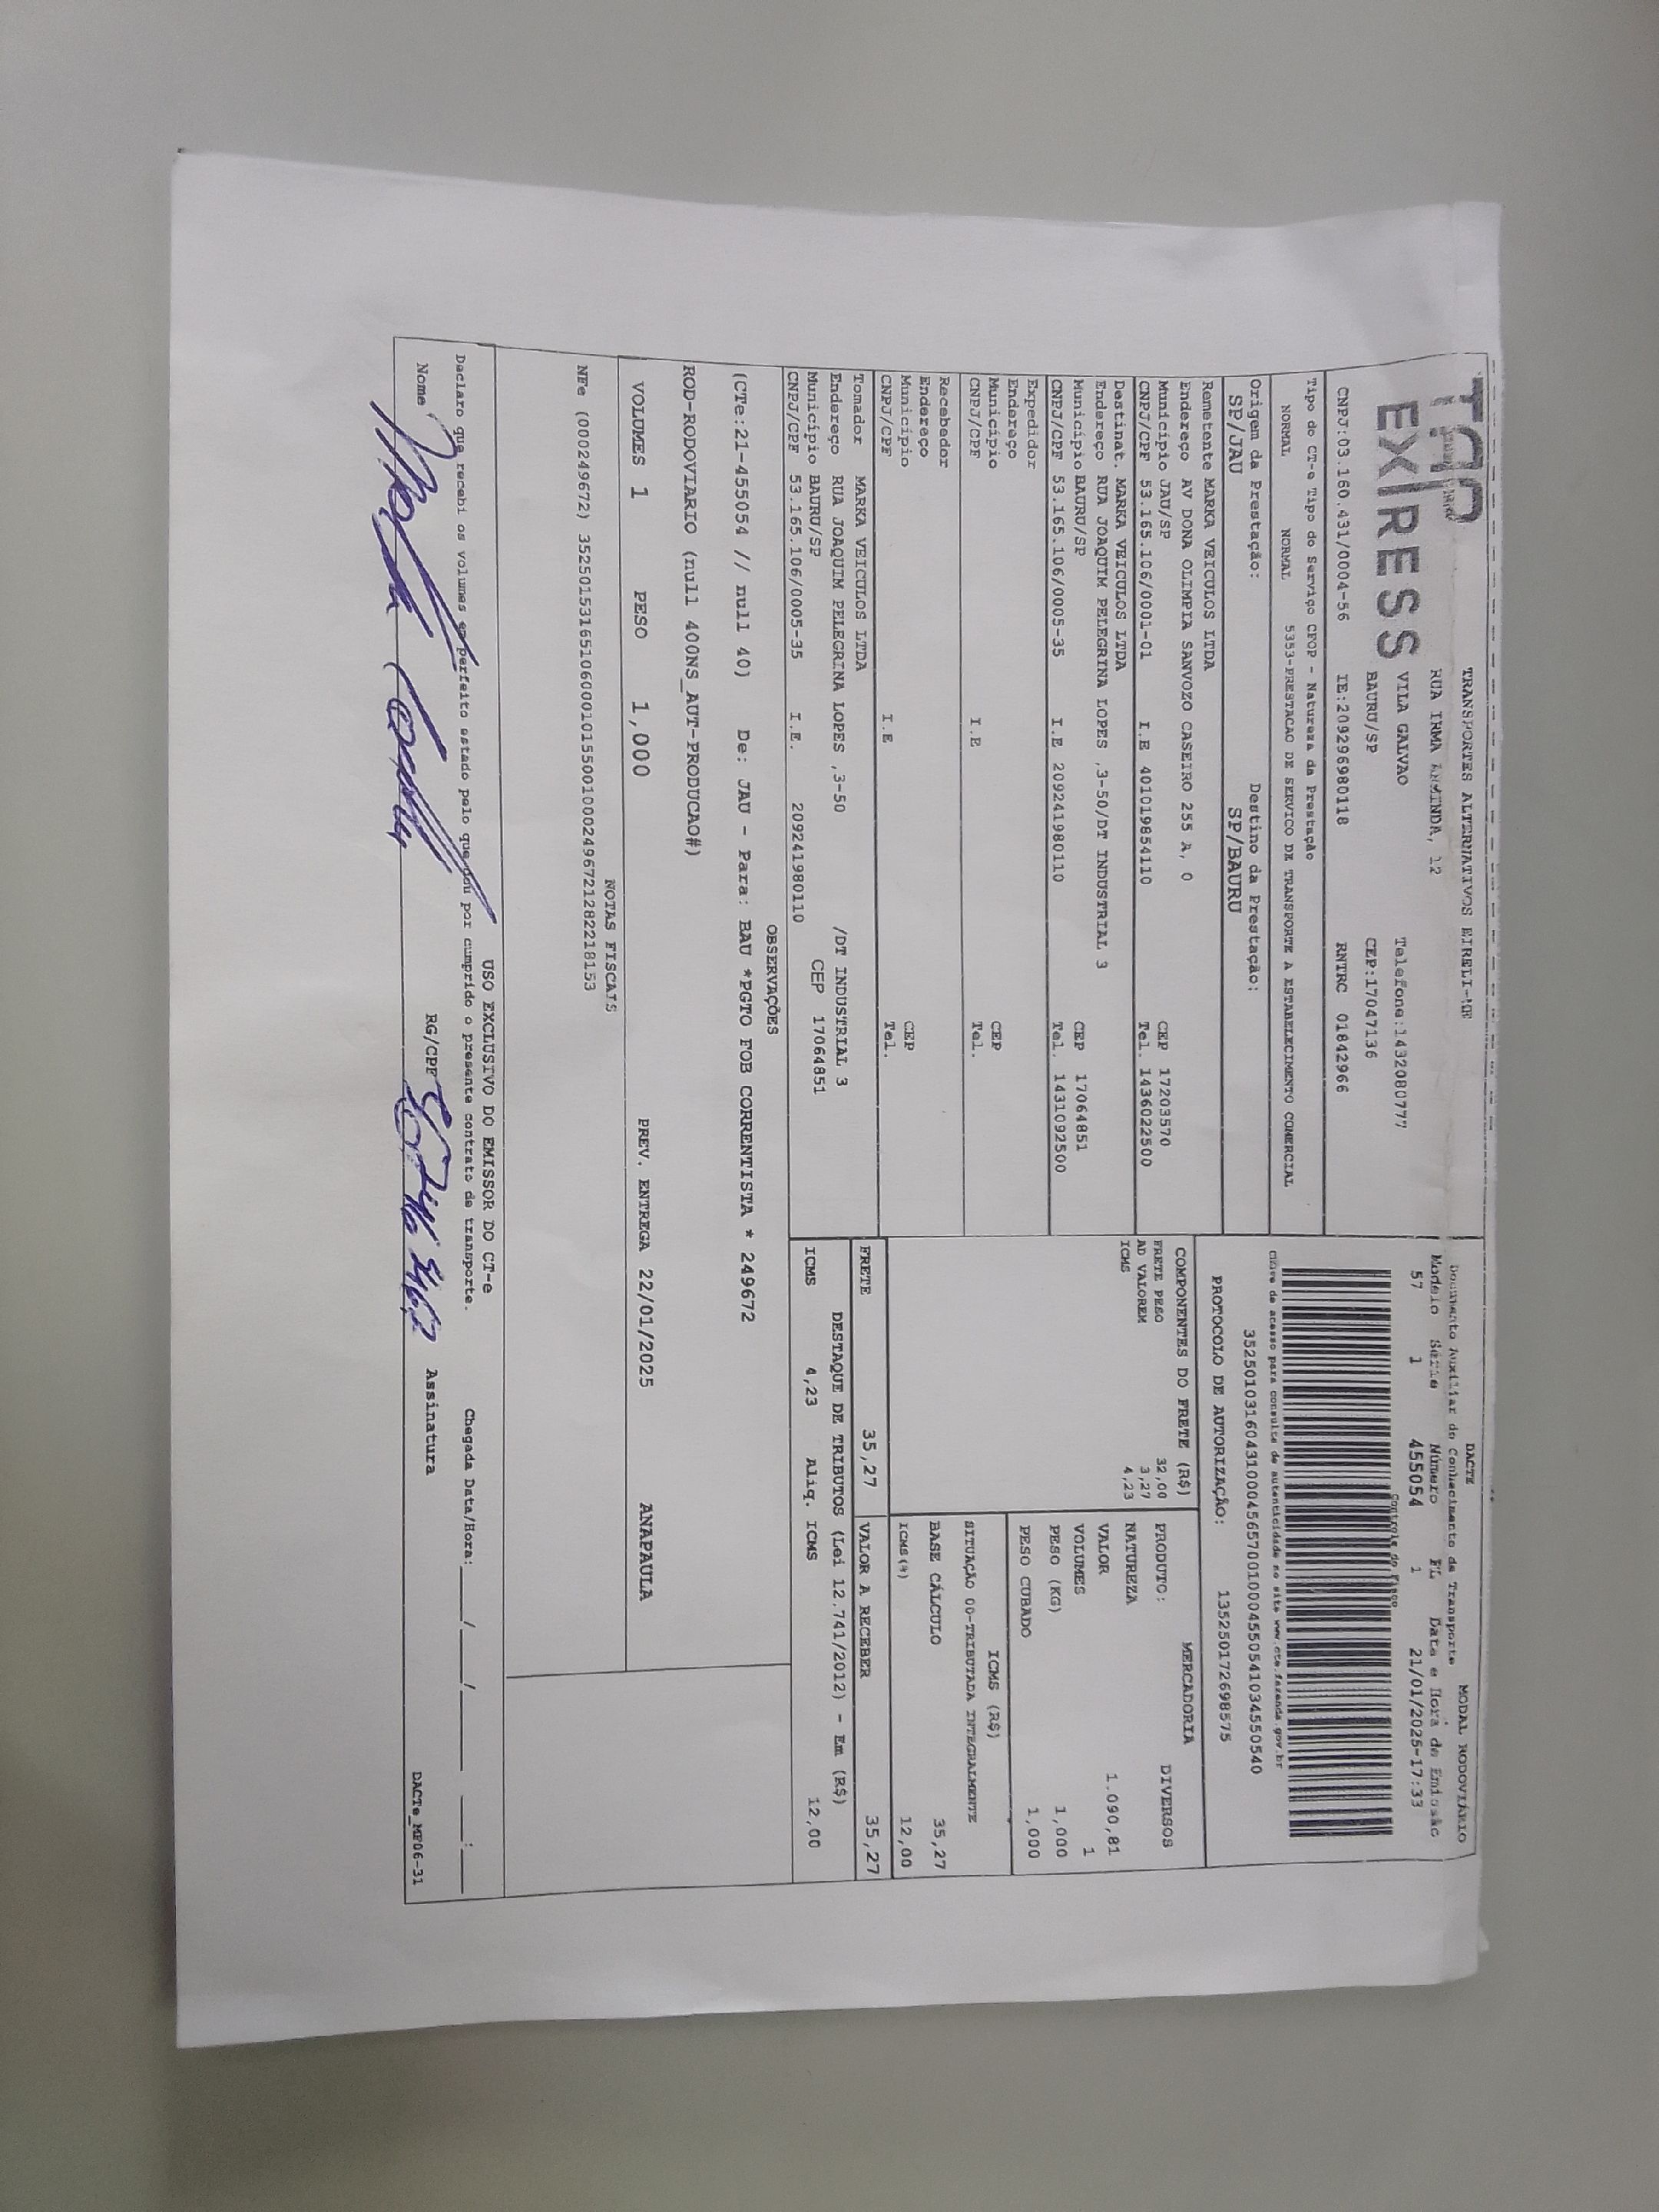 TAP
EXPRESS
TRANSPORTES ALTERNATIVOS EIRELI-ME
RUA IRMA ARMINDA, 12
VILA GALVAO
Telefone:1432080777
BAURU/SP
CEP:17047136
CNPJ:03.160.431/0004-56 IE:209296980118 RNTRC 01842966
DACTE
MODAL RODOVIÁRIO
Documento Auxiliar do Conhecimento de Transporte
Modelo Série Número FL Data e Hora de Emissão
57 1 455054 1 21/01/2025-17:33
Controle do Fisco
Chave de acesso para consulta de autenticidade no site www.cte.fazenda.gov.br
PROTOCOLO DE AUTORIZAÇÃO: 135250172698575
Tipo do CT-e Tipo do Serviço CFOP - Natureza da Prestação
NORMAL NORMAL 5353-PRESTACAO DE SERVICO DE TRANSPORTE A ESTABELECIMENTO COMERCIAL
Origem da Prestação: Destino da Prestação:
SP/JAU SP/BAURU
Remetente MARKA VEICULOS LTDA
Endereço AV DONA OLIMPIA SANVOZO CASEIRO 255 A, 0
Município JAU/SP CEP 17203570
CNPJ/CPF 53.165.106/0001-01 I.E 401019854110 Tel. 1436022500
Destinat. MARKA VEICULOS LTDA
Endereço RUA JOAQUIM PELEGRINA LOPES ,3-50/DT INDUSTRIAL 3
Município BAURU/SP CEP 17064851
CNPJ/CPF 53.165.106/0005-35 I.E 209241980110 Tel. 1431092500
Expedidor
Endereço
Município CEP
CNPJ/CPF I.E Tel.
Recebedor
Endereço
Município CEP
CNPJ/CPF I.E Tel.
Tomador MARKA VEICULOS LTDA
Endereço RUA JOAQUIM PELEGRINA LOPES ,3-50 /DT INDUSTRIAL 3
Município BAURU/SP CEP 17064851
CNPJ/CPF 53.165.106/0005-35 I.E. 209241980110
COMPONENTES DO FRETE (R$)
FRETE PESO 32,00
AD VALOREM 3,27
ICMS 4,23
MERCADORIA
PRODUTO: DIVERSOS
NATUREZA
VALOR 1.090,81
VOLUMES 1
PESO (KG) 1,000
PESO CUBADO 1,000
ICMS (R$)
SITUAÇÃO 00-TRIBUTADA INTEGRALMENTE
BASE CÁLCULO 35,27
ICMS(%) 12,00
FRETE 35,27 VALOR A RECEBER 35,27
DESTAQUE DE TRIBUTOS (Lei 12.741/2012) - Em (R$)
ICMS 4,23 Aliq. ICMS 12,00
OBSERVAÇÕES
(CTe:21-455054 // null 40) De: JAU - Para: BAU *PGTO FOB CORRENTISTA * 249672
ROD-RODOVIARIO (null 400NS_AUT-PRODUCAO#)
VOLUMES 1 PESO 1,000 PREV. ENTREGA 22/01/2025 ANAPAULA
NOTAS FISCAIS
NFe (000249672)
USO EXCLUSIVO DO EMISSOR DO CT-e
Declaro que recebi os volumes em perfeito estado pelo que dou por cumprido o presente contrato de transporte. Chegada Data/Hora: ___/___/____ ___:___
Nome RG/CPF Assinatura
DACTe_MF06-31